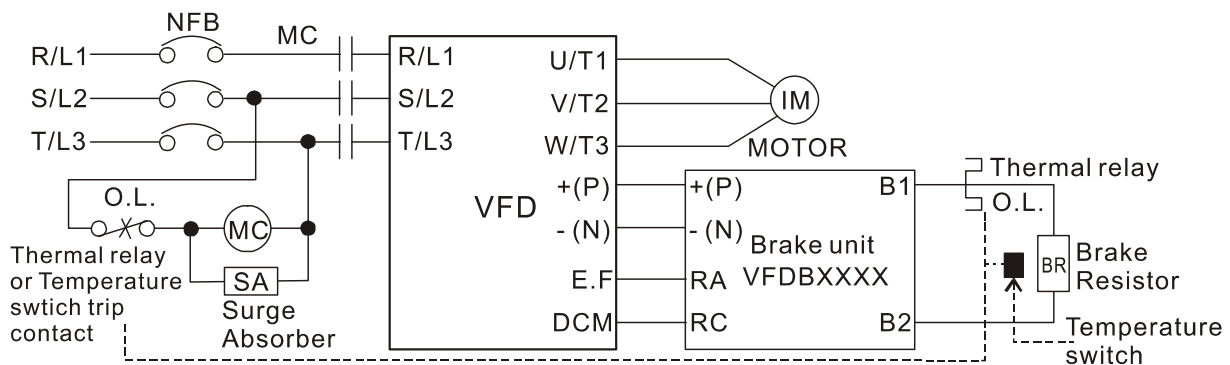 NFB
MC
R/L1
S/L2
T/L3
R/L1
S/L2
T/L3
VFD
U/T1
V/T2
W/T3
+(P)
- (N)
E.F
DCM
IM
MOTOR
+(P)
- (N)
RA
RC
Brake unit
VFDBXXXX
B1
B2
Thermal relay
O.L.
BR
Brake
Resistor
Temperature
switch
O.L.
MC
SA
Surge
Absorber
Thermal relay
or Temperature
swtich trip
contact